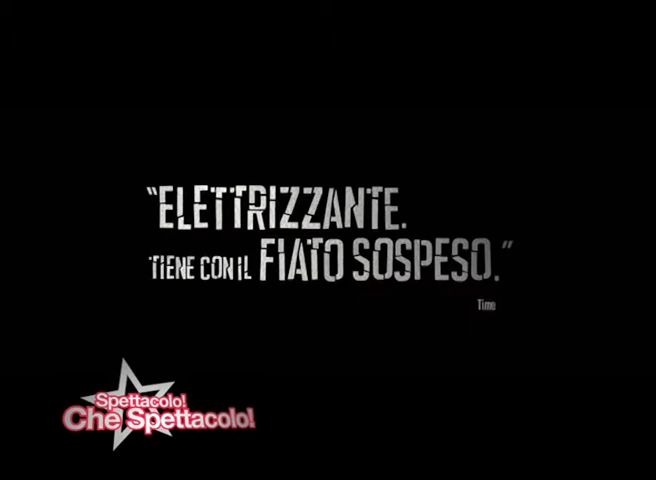 "ELETTRIZZANTE.
TIENE CON IL FIATO SOSPESO."
Time
Spettacolo!
Che Spettacolo!